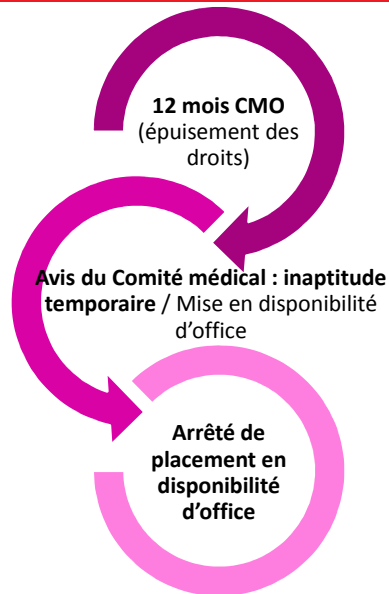 12 mois CMO
(épuisement des
droits)
Avis du Comité médical : inaptitude
temporaire / Mise en disponibilité
d'office
Arrêté de
placement en
disponibilité
d'office